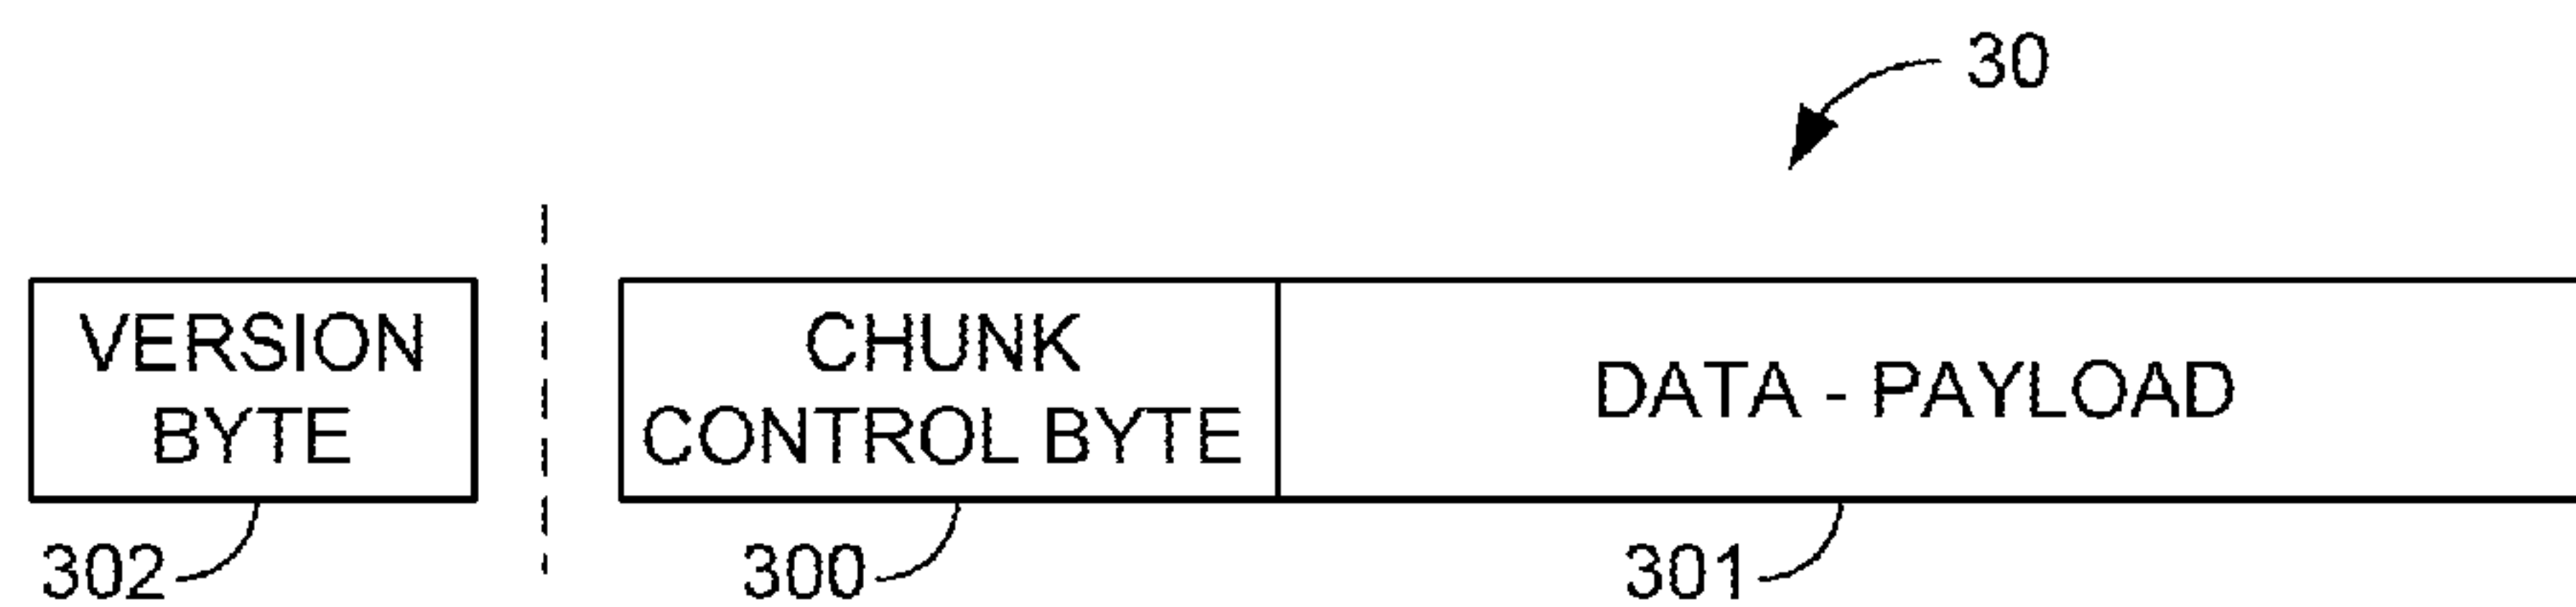 30
VERSION
BYTE
CHUNK
CONTROL BYTE
DATA - PAYLOAD
302
300
301